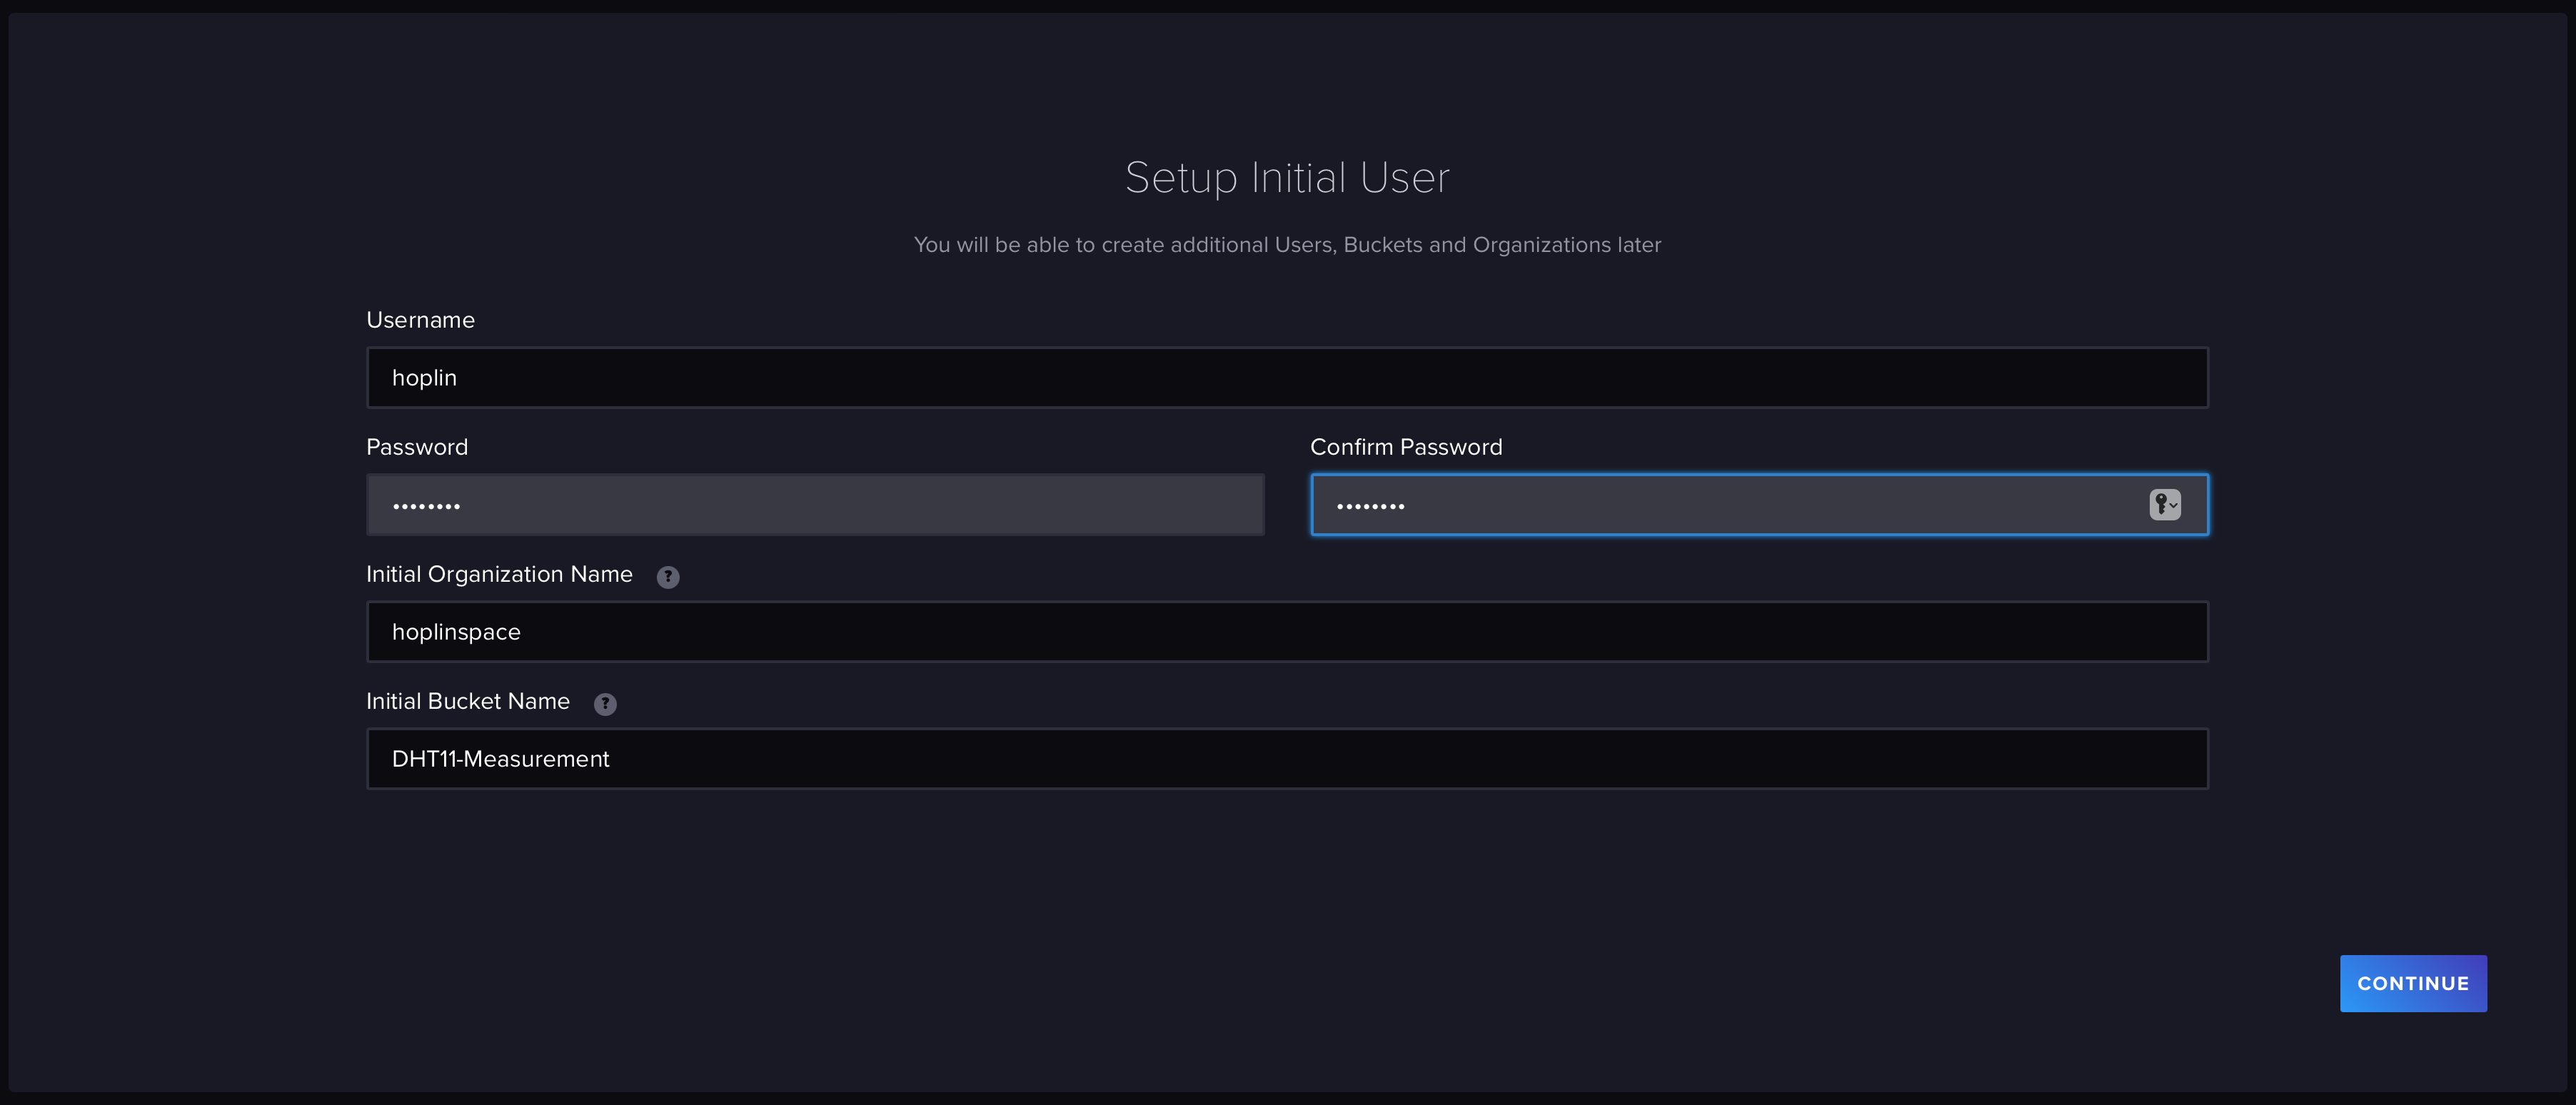 Setup Initial User
You will be able to create additional Users, Buckets and Organizations later
Username
hoplin
Password
••••••••
Confirm Password
••••••••
Initial Organization Name ?
hoplinspace
Initial Bucket Name ?
DHT11-Measurement
CONTINUE